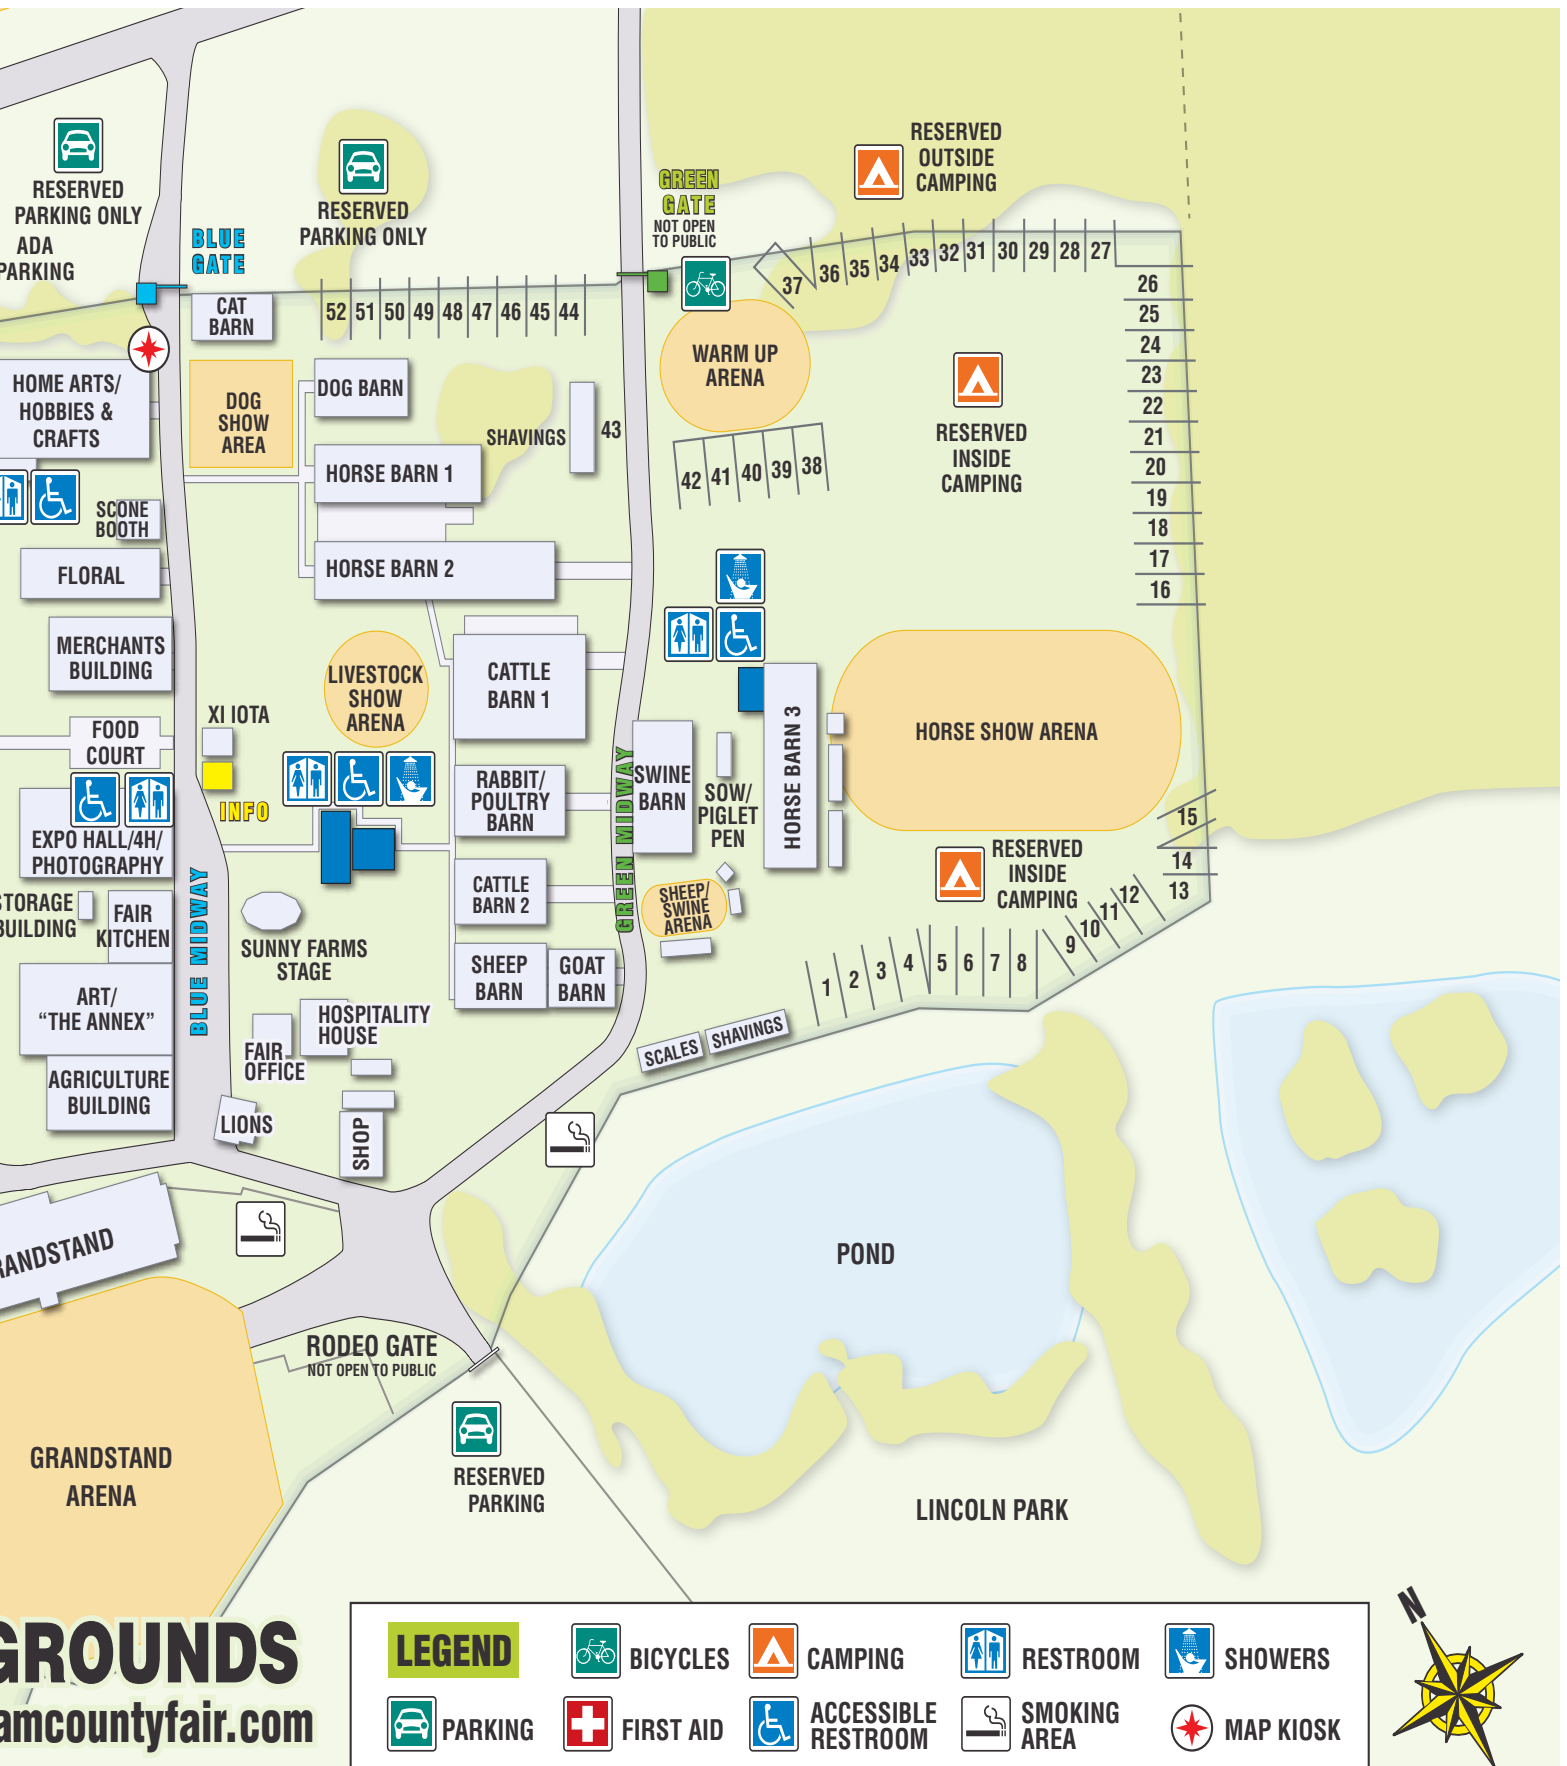 RESERVED
OUTSIDE
CAMPING
RESERVED
PARKING ONLY
ADA
PARKING
RESERVED
PARKING ONLY
BLUE
GATE
GREEN
GATE
NOT OPEN
TO PUBLIC
CAT
BARN
52 51 50 49 48 47 46 45 44
37 36 35 34 33 32 31 30 29 28 27
26
25
24
23
22
21
20
19
18
17
16
WARM UP
ARENA
HOME ARTS/
HOBBIES &
CRAFTS
DOG
SHOW
AREA
DOG BARN
SHAVINGS
43
HORSE BARN 1
42 41 40 39 38
RESERVED
INSIDE
CAMPING
SCONE
BOOTH
FLORAL
HORSE BARN 2
MERCHANTS
BUILDING
LIVESTOCK
SHOW
ARENA
CATTLE
BARN 1
XI IOTA
FOOD
COURT
INFO
HORSE SHOW ARENA
HORSE BARN 3
SWINE
BARN
SOW/
PIGLET
PEN
GREEN MIDWAY
RABBIT/
POULTRY
BARN
EXPO HALL/4H/
PHOTOGRAPHY
BLUE MIDWAY
CATTLE
BARN 2
SHEEP/
SWINE
ARENA
RESERVED
INSIDE
CAMPING
15
14
13
12
11
10
9
1 2 3 4 5 6 7 8
FAIR
KITCHEN
SUNNY FARMS
STAGE
SHEEP
BARN
GOAT
BARN
ART/
"THE ANNEX"
HOSPITALITY
HOUSE
FAIR
OFFICE
SCALES
SHAVINGS
AGRICULTURE
BUILDING
LIONS
SHOP
RANDSTAND
POND
RODEO GATE
NOT OPEN TO PUBLIC
GRANDSTAND
ARENA
RESERVED
PARKING
LINCOLN PARK
GROUNDS
amcountyfair.com
N
LEGEND
BICYCLES
CAMPING
RESTROOM
SHOWERS
PARKING
FIRST AID
ACCESSIBLE
RESTROOM
SMOKING
AREA
MAP KIOSK